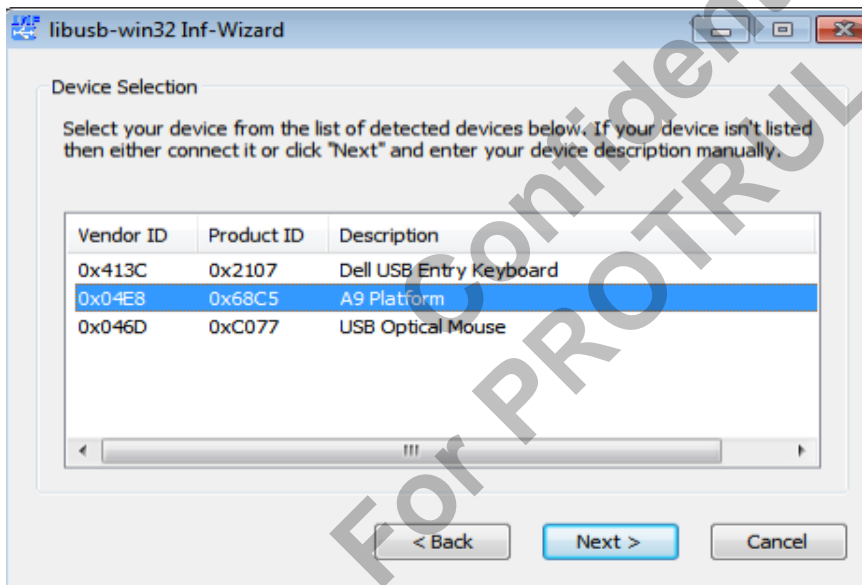 libusb-win32 Inf-Wizard
Device Selection
Select your device from the list of detected devices below. If your device isn't listed
then either connect it or click "Next" and enter your device description manually.
Vendor ID Product ID Description
0x413C 0x2107 Dell USB Entry Keyboard
0x04E8 0x68C5 A9 Platform
0x046D 0xC077 USB Optical Mouse
< Back Next > Cancel
Confident
For PROTRUL